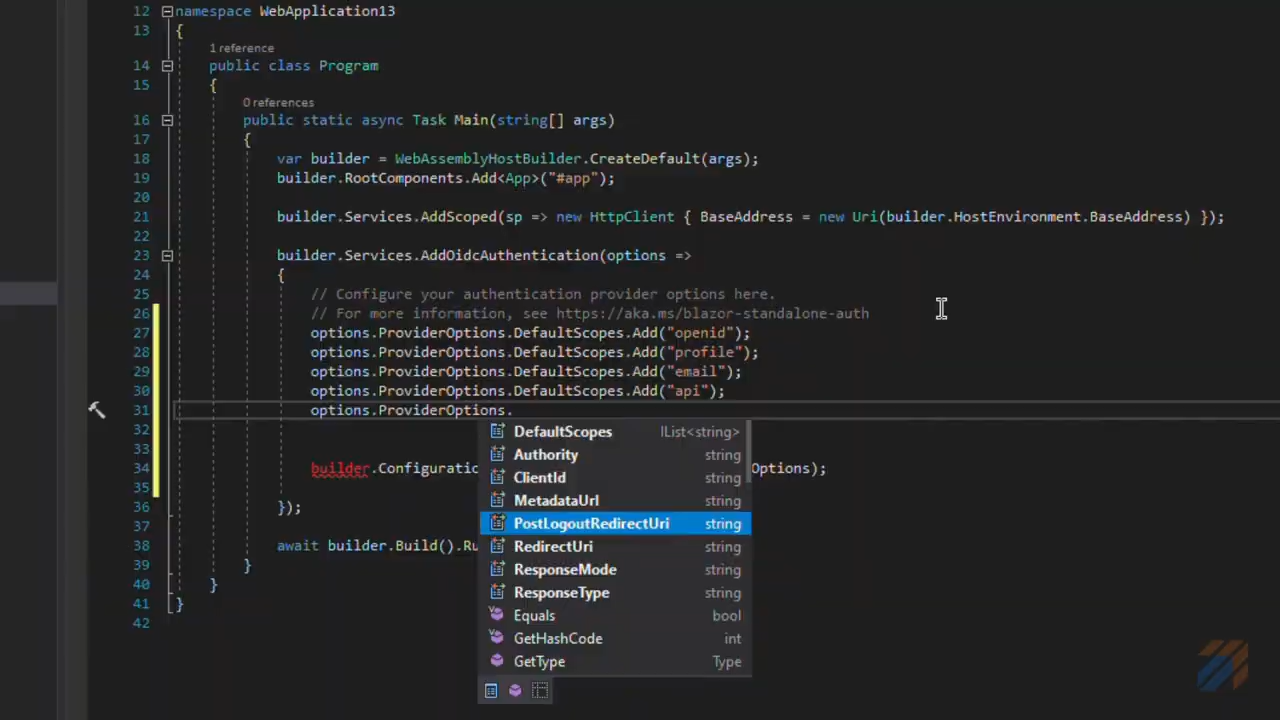 12 namespace WebApplication13
13 {
1 reference
14 public class Program
15 {
0 references
16 public static async Task Main(string[] args)
17 {
18 var builder = WebAssemblyHostBuilder.CreateDefault(args);
19 builder.RootComponents.Add<App>("#app");
20
21 builder.Services.AddScoped(sp => new HttpClient { BaseAddress = new Uri(builder.HostEnvironment.BaseAddress) });
22
23 builder.Services.AddOidcAuthentication(options =>
24 {
25 // Configure your authentication provider options here.
26 // For more information, see https://aka.ms/blazor-standalone-auth
27 options.ProviderOptions.DefaultScopes.Add("openid");
28 options.ProviderOptions.DefaultScopes.Add("profile");
29 options.ProviderOptions.DefaultScopes.Add("email");
30 options.ProviderOptions.DefaultScopes.Add("api");
31 options.ProviderOptions.
32
DefaultScopes IList<string>
33
Authority string
34 builder.Configuratio Options);
ClientId string
35
MetadataUrl string
36 });
PostLogoutRedirectUri string
37
38 await builder.Build().Ru
RedirectUri string
39 }
ResponseMode string
40 }
ResponseType string
41 }
Equals bool
42
GetHashCode int
GetType Type